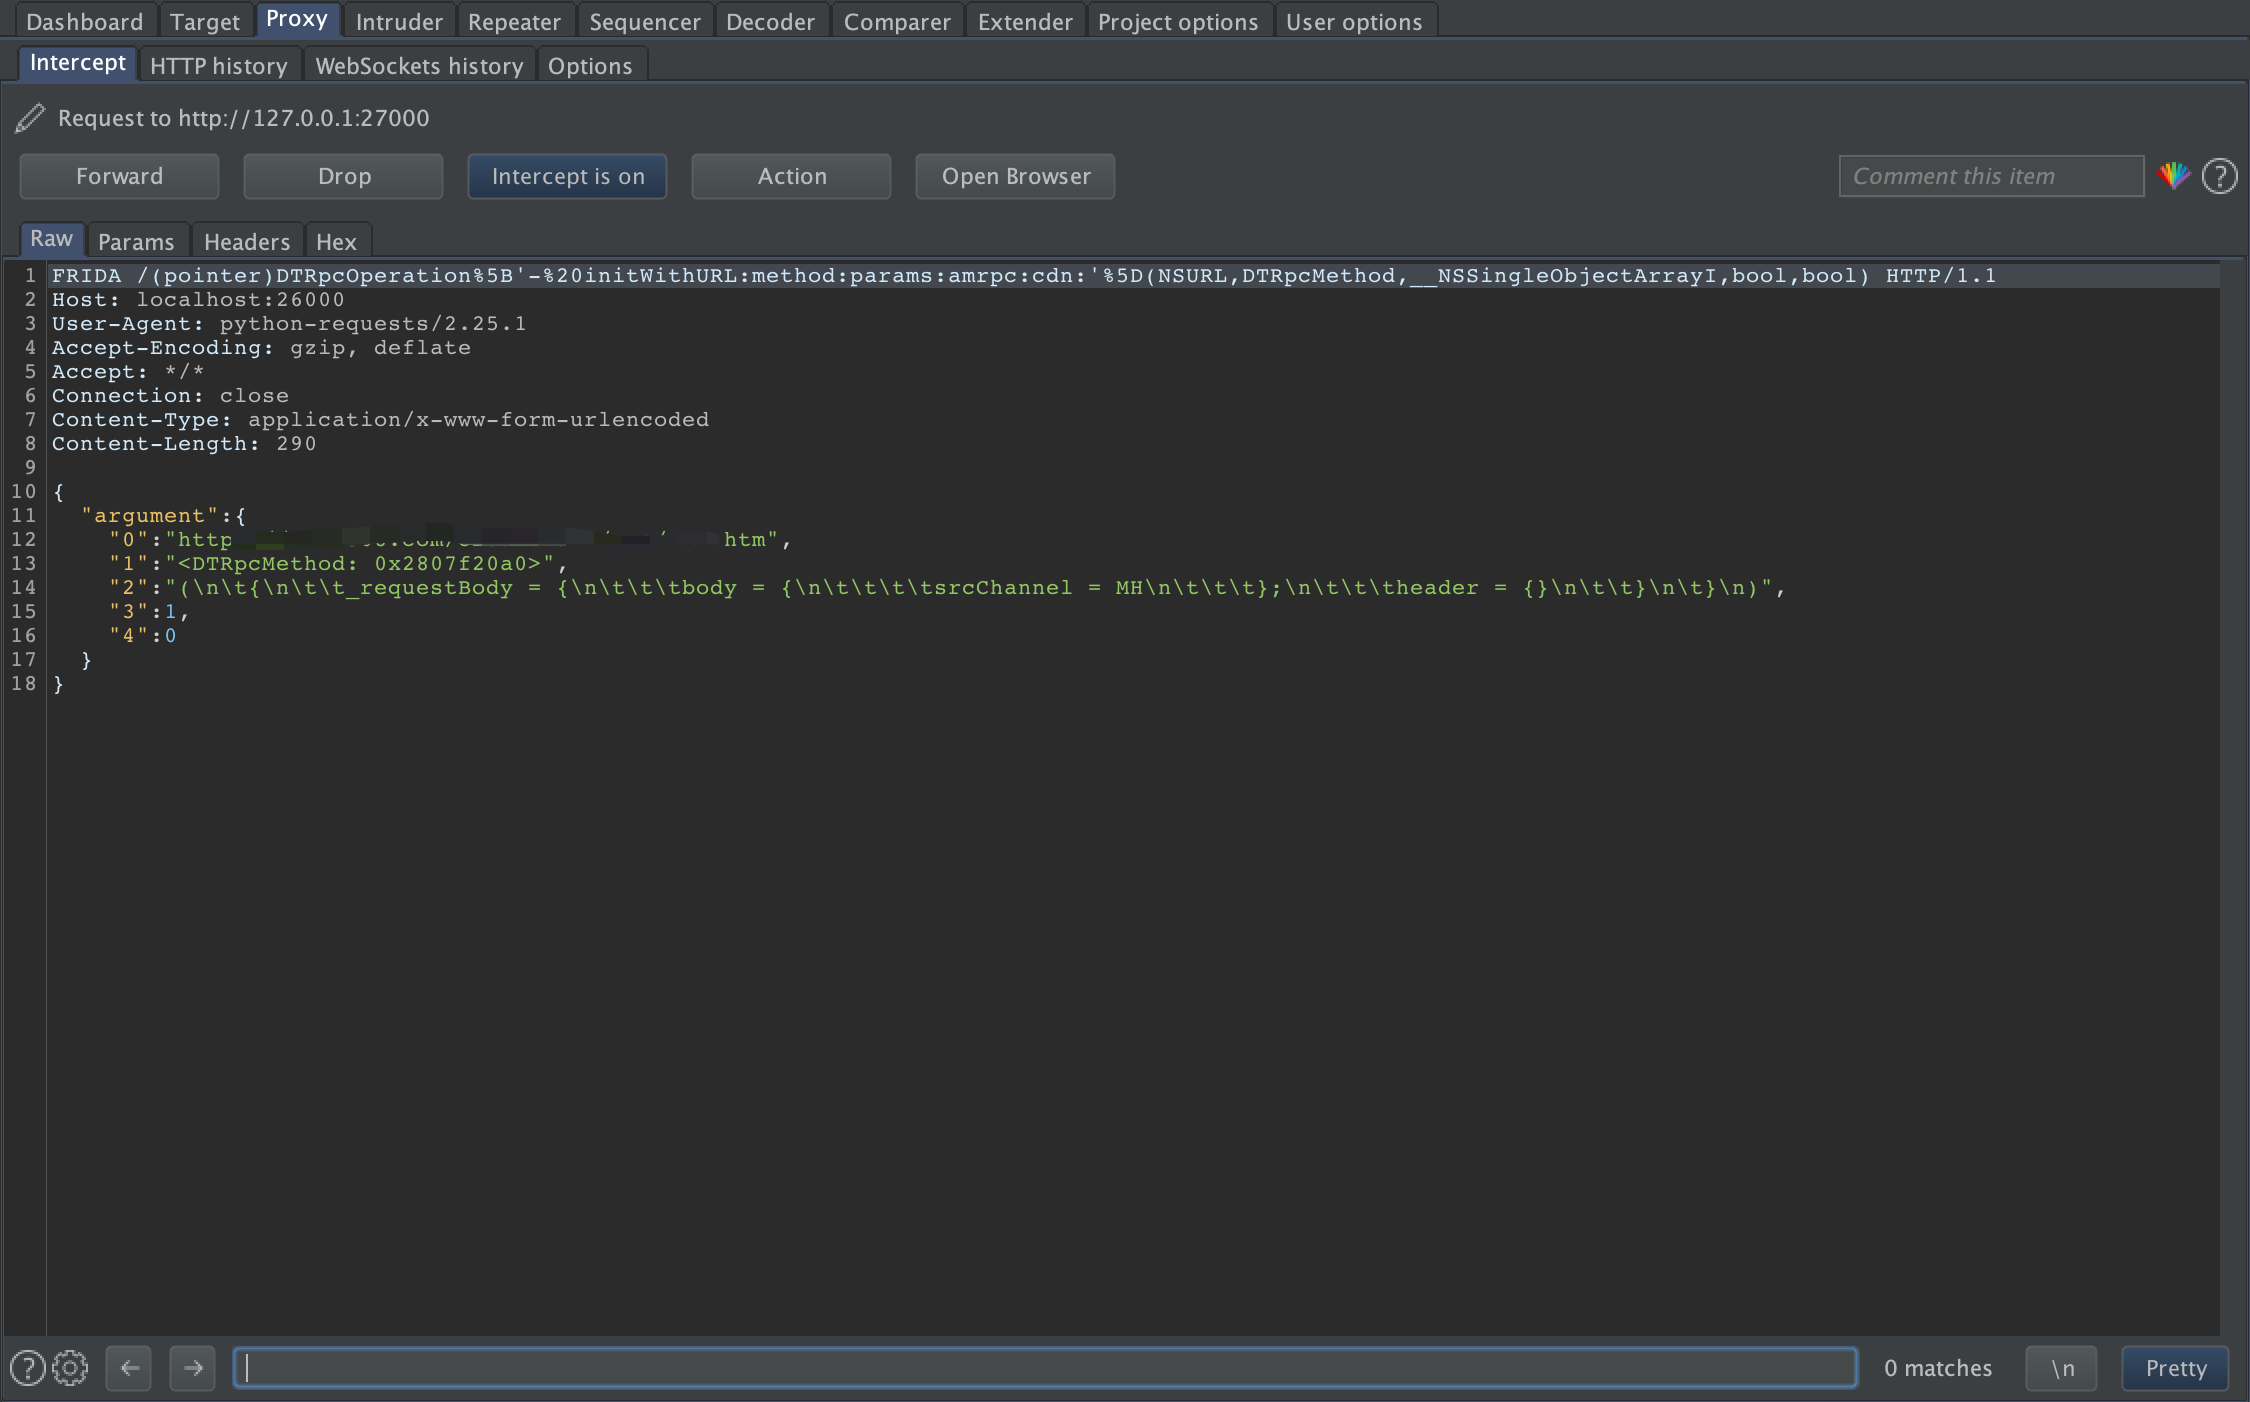 Dashboard Target Proxy Intruder Repeater Sequencer Decoder Comparer Extender Project options User options
Intercept HTTP history WebSockets history Options
Request to http://127.0.0.1:27000
Forward Drop Intercept is on Action Open Browser Comment this item ?
Raw Params Headers Hex
1 FRIDA /(pointer)DTRpcOperation%5B'-%20initWithURL:method:params:amrpc:cdn:'%5D(NSURL,DTRpcMethod,__NSSingleObjectArrayI,bool,bool) HTTP/1.1
2 Host: localhost:26000
3 User-Agent: python-requests/2.25.1
4 Accept-Encoding: gzip, deflate
5 Accept: */*
6 Connection: close
7 Content-Type: application/x-www-form-urlencoded
8 Content-Length: 290
9
10 {
11 "argument":{
12 "0":"http htm",
13 "1":"<DTRpcMethod: 0x2807f20a0>",
14 "2":"(\n\t{\n\t\t_requestBody = {\n\t\t\tbody = {\n\t\t\t\tsrcChannel = MH\n\t\t\t};\n\t\t\theader = {}\n\t\t}\n\t}\n)",
15 "3":1,
16 "4":0
17 }
18 }
? ← → 0 matches \n Pretty